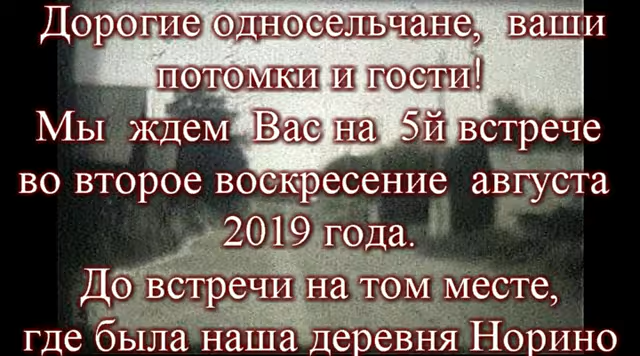 Дорогие односельчане, ваши
потомки и гости!
Мы ждем Вас на 5й встрече
во второе воскресение августа
2019 года.
До встречи на том месте,
где была наша деревня Норино